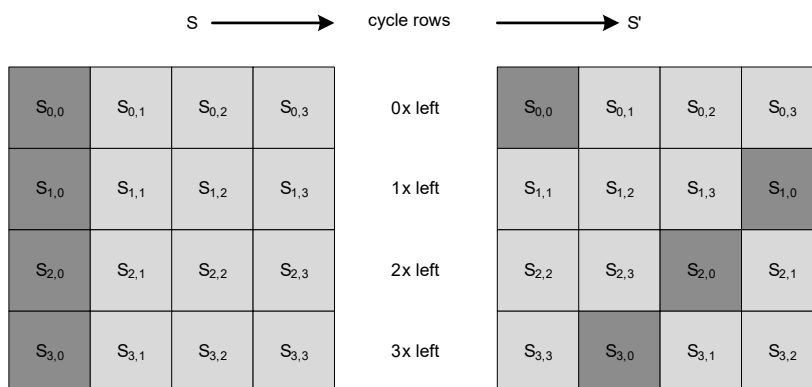 S cycle rows S'
S0,0 S0,1 S0,2 S0,3 0x left S0,0 S0,1 S0,2 S0,3
S1,0 S1,1 S1,2 S1,3 1x left S1,1 S1,2 S1,3 S1,0
S2,0 S2,1 S2,2 S2,3 2x left S2,2 S2,3 S2,0 S2,1
S3,0 S3,1 S3,2 S3,3 3x left S3,3 S3,0 S3,1 S3,2